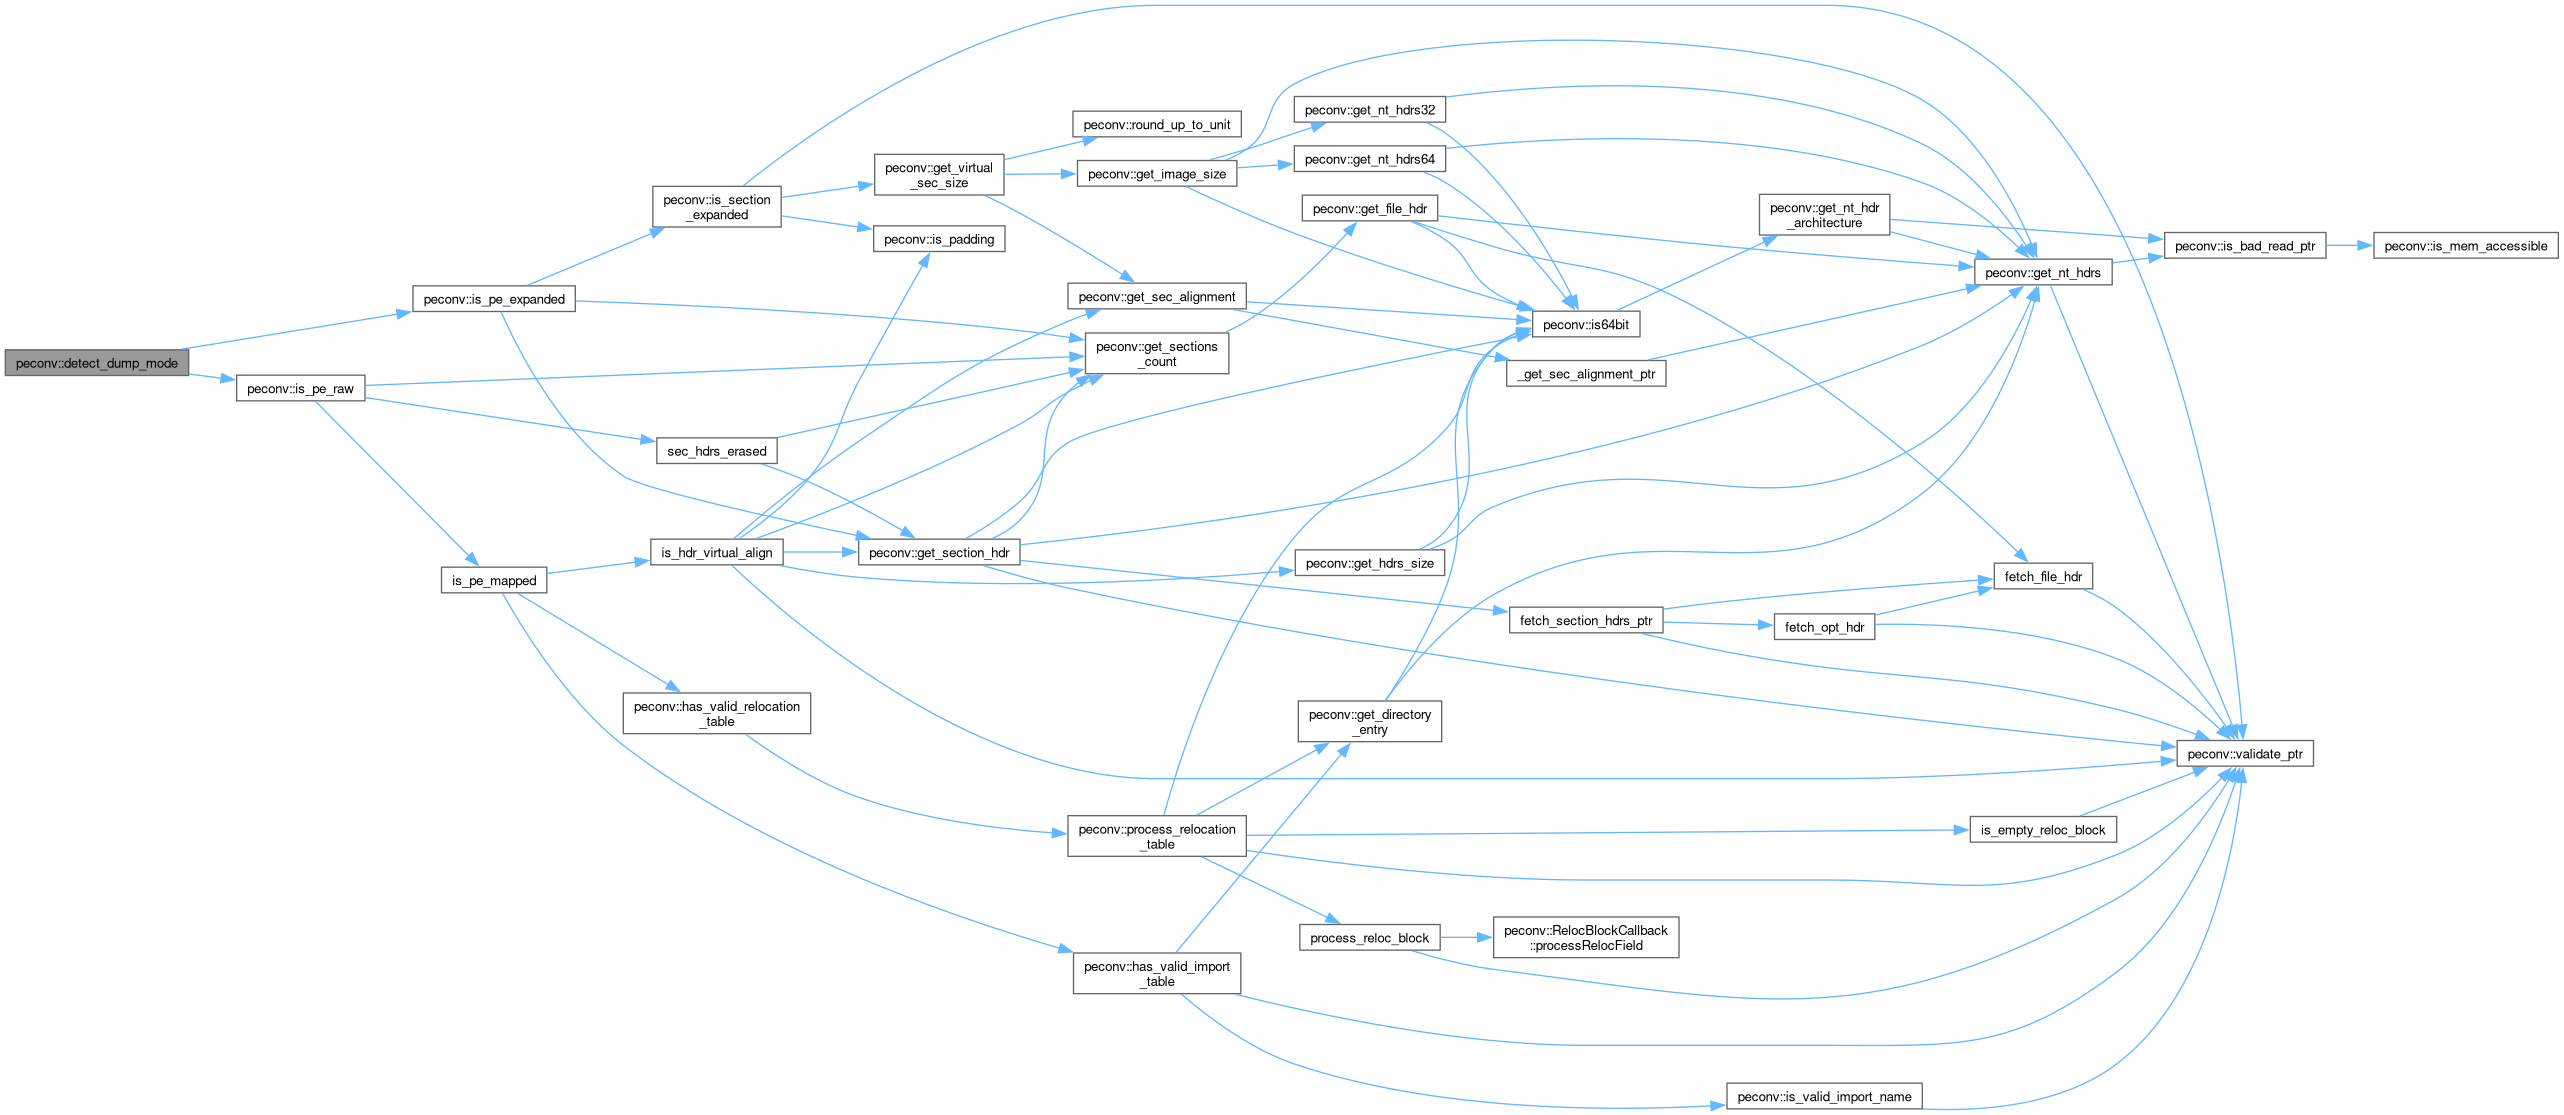 peconv::detect_dump_mode
peconv::is_pe_expanded
peconv::is_pe_raw
peconv::is_section
_expanded
sec_hdrs_erased
is_pe_mapped
is_hdr_virtual_align
peconv::has_valid_relocation
_table
peconv::get_virtual
_sec_size
peconv::is_padding
peconv::get_section_hdr
peconv::round_up_to_unit
peconv::get_image_size
peconv::get_sec_alignment
peconv::get_sections
_count
peconv::process_relocation
_table
peconv::has_valid_import
_table
peconv::get_nt_hdrs32
peconv::get_nt_hdrs64
peconv::get_file_hdr
peconv::get_hdrs_size
peconv::get_directory
_entry
process_reloc_block
peconv::is64bit
_get_sec_alignment_ptr
fetch_section_hdrs_ptr
peconv::RelocBlockCallback
::processRelocField
peconv::get_nt_hdr
_architecture
fetch_opt_hdr
peconv::is_valid_import_name
peconv::get_nt_hdrs
fetch_file_hdr
is_empty_reloc_block
peconv::is_bad_read_ptr
peconv::validate_ptr
peconv::is_mem_accessible